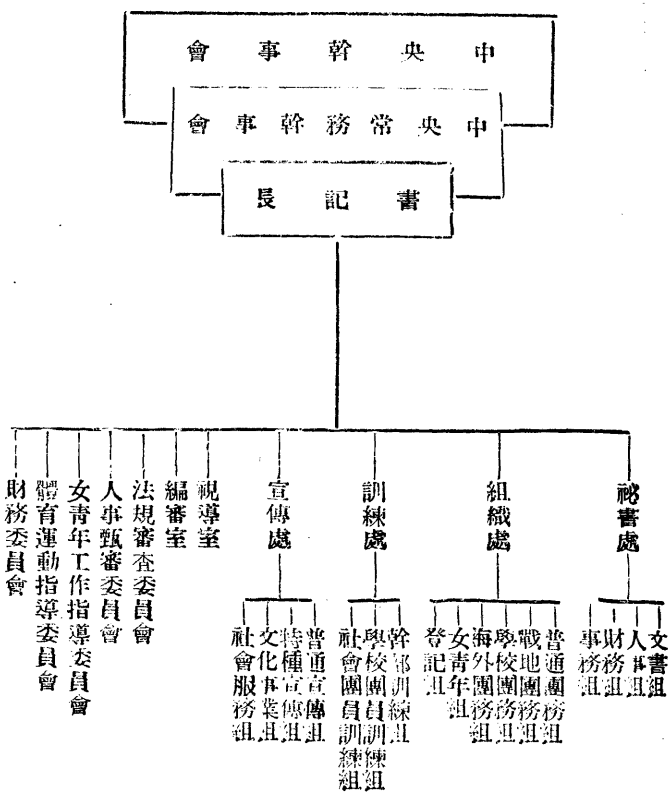 中央幹事會
中央常務幹事會
書記長
祕書處
文書組
人事組
財務組
事務組
組織處
普通團務組
戰地團務組
學校團務組
海外團務組
女青年組
登記組
訓練處
幹部訓練組
學校團員訓練組
社會團員訓練組
宣傳處
普通宣傳組
特種宣傳組
文化事業組
社會服務組
視導室
編審室
法規審查委員會
人事甄審委員會
女青年工作指導委員會
體育運動指導委員會
財務委員會